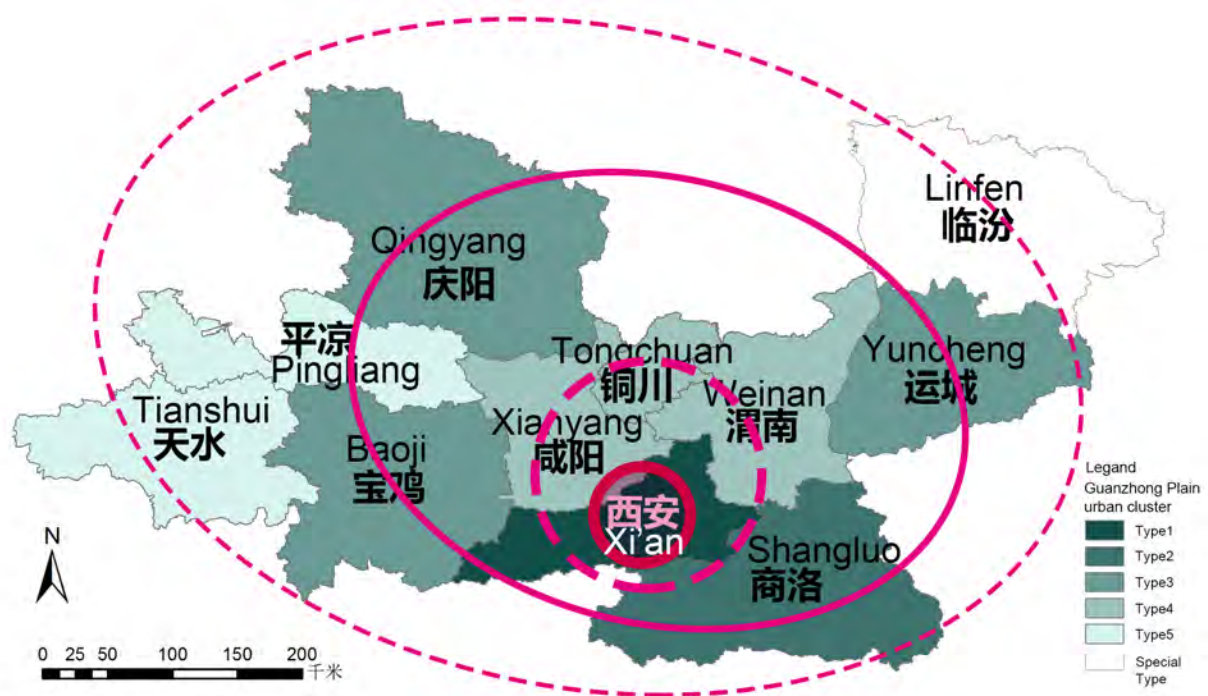 Linfen
临汾
Qingyang
庆阳
平凉
Pingliang
Tongchuan
铜川
Yuncheng
运城
Weinan
渭南
Tianshui
天水
Xianyang
咸阳
Baoji
宝鸡
西安
Xi'an
Shangluo
商洛
N
0 25 50 100 150 200
千米
Legand
Guanzhong Plain
urban cluster
Type1
Type2
Type3
Type4
Type5
Special
Type